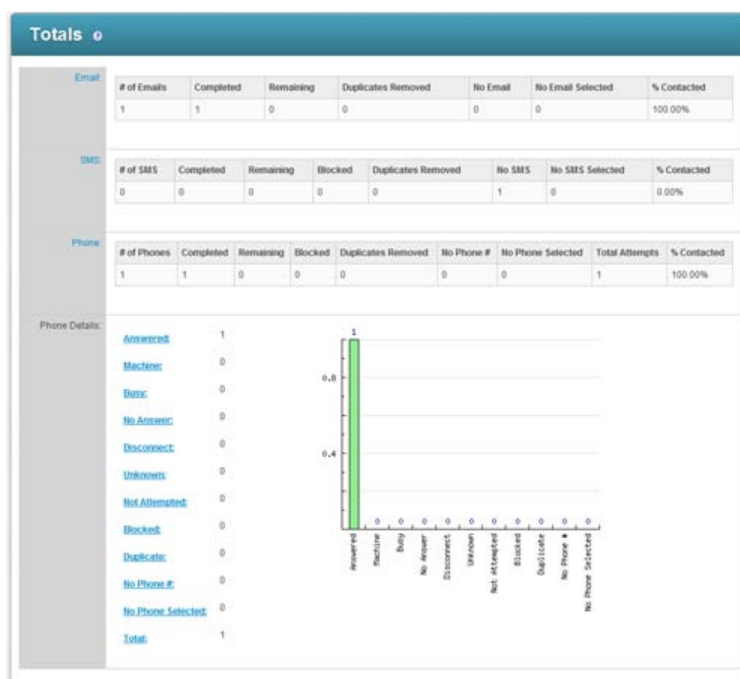 Totals ?
Email:
# of Emails Completed Remaining Duplicates Removed No Email No Email Selected % Contacted
1 1 0 0 0 0 100.00%
SMS:
# of SMS Completed Remaining Blocked Duplicates Removed No SMS No SMS Selected % Contacted
0 0 0 0 0 1 0 0.00%
Phone:
# of Phones Completed Remaining Blocked Duplicates Removed No Phone # No Phone Selected Total Attempts % Contacted
1 1 0 0 0 0 0 1 100.00%
Phone Details:
Answered: 1
Machine: 0
Busy: 0
No Answer: 0
Disconnect: 0
Unknown: 0
Not Attempted: 0
Blocked: 0
Duplicate: 0
No Phone #: 0
No Phone Selected: 0
Total: 1
1
0.8
0.4
0 0 0 0 0 0 0 0 0 0
Answered
Machine
Busy
No Answer
Disconnect
Unknown
Not Attempted
Blocked
Duplicate
No Phone #
No Phone Selected